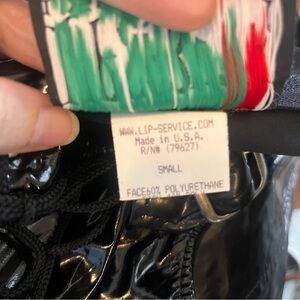 WWW.LIP-SERVICE.COM
Made in U.S.A.
R/N# (79627)
SMALL
FACE60% POLYURETHANE